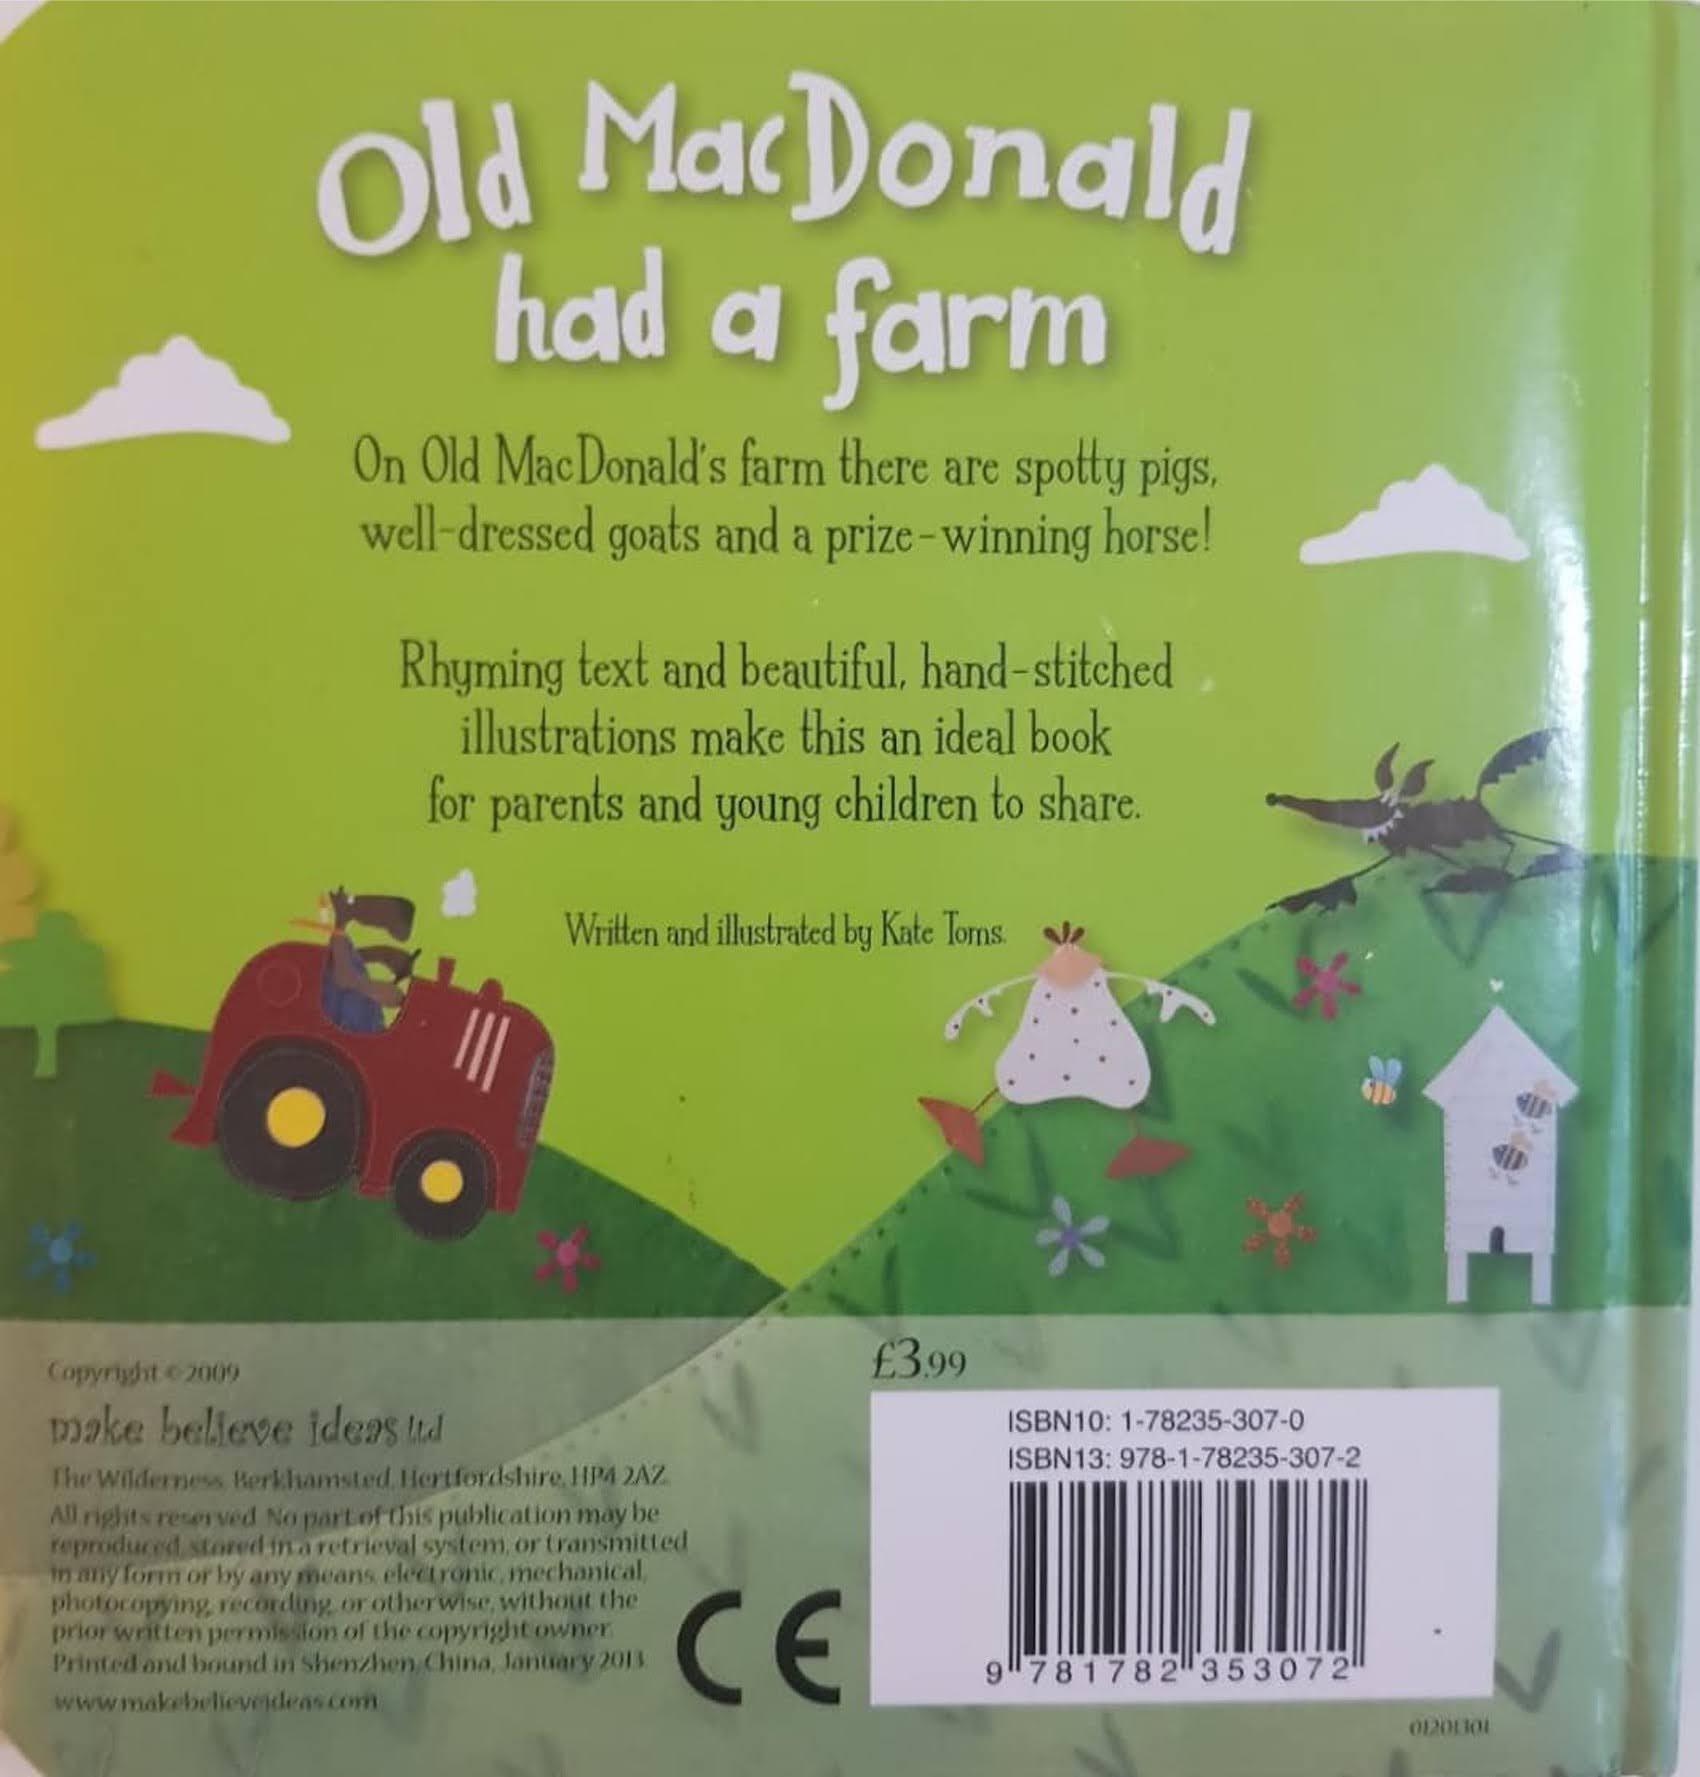 Old MacDonald
had a farm
On Old MacDonald's farm there are spotty pigs,
well-dressed goats and a prize-winning horse!
Rhyming text and beautiful, hand-stitched
illustrations make this an ideal book
for parents and young children to share.
Written and illustrated by Kate Toms.
£3.99
Copyright © 2009
make believe ideas ltd
The Wilderness, Berkhamsted, Hertfordshire, HP4 2AZ.
All rights reserved. No part of this publication may be
reproduced, stored in a retrieval system, or transmitted
in any form or by any means, electronic, mechanical,
photocopying, recording, or otherwise, without the
prior written permission of the copyright owner.
Printed and bound in Shenzhen, China, January 2013
www.makebelieveideas.com
CE
ISBN10: 1-78235-307-0
ISBN13: 978-1-78235-307-2
9 781782 353072
01201301